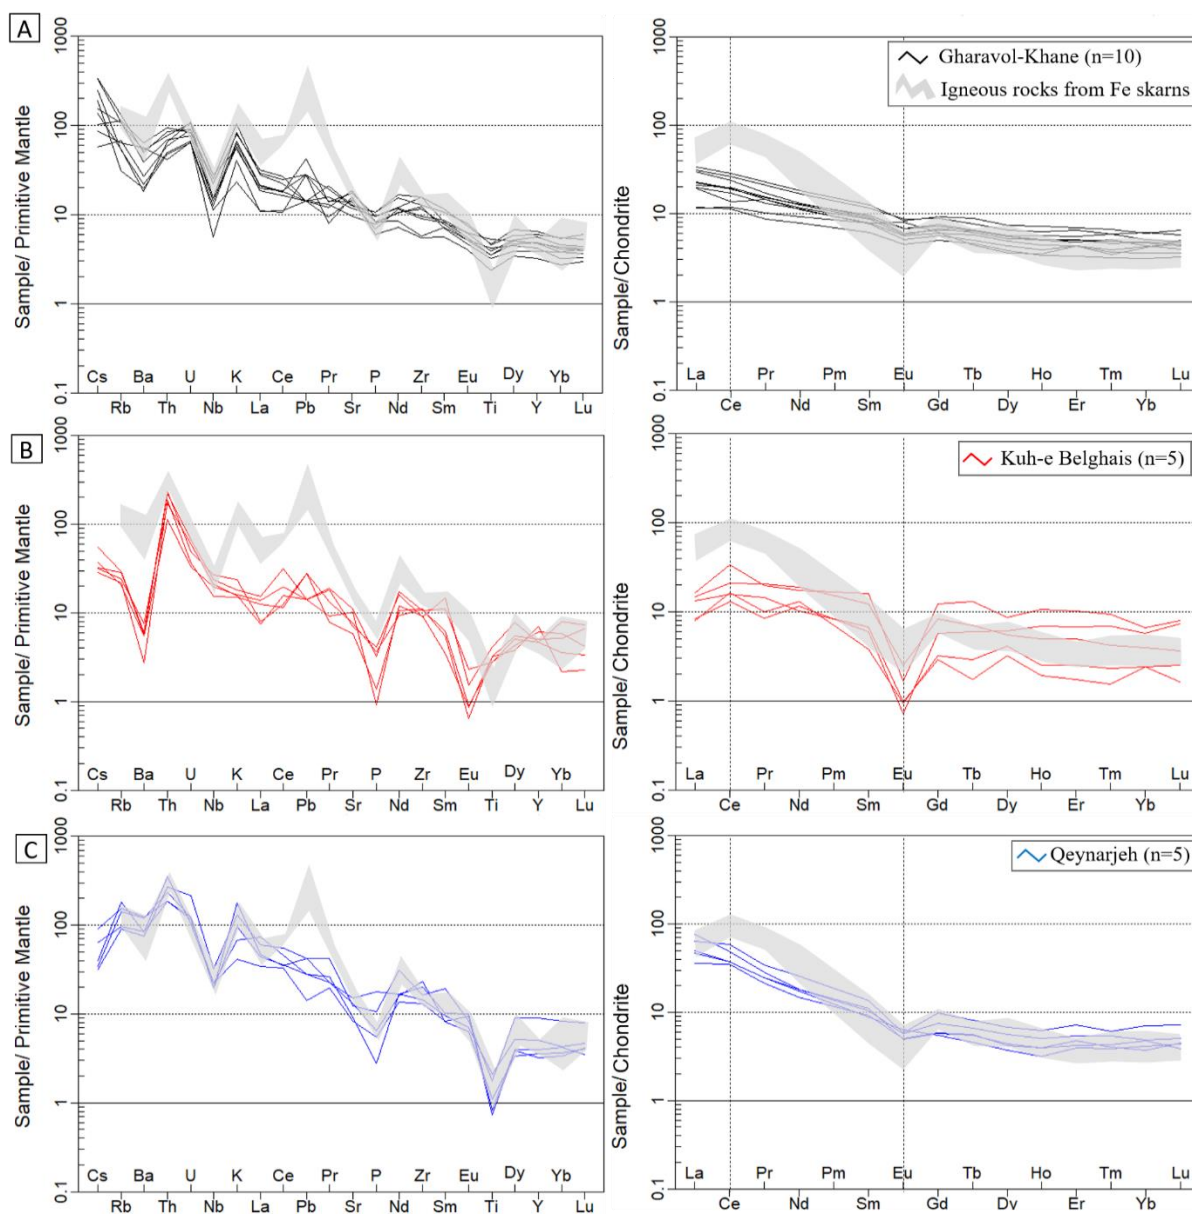 A
1000
100
10
1
0.1
Sample/ Primitive Mantle
Cs Ba Th U Nb K La Ce Pb Pr Sr P Nd Zr Sm Eu Ti Dy Y Yb Lu
Rb
1000
100
10
1
0.1
Sample/Chondrite
Gharavol-Khane (n=10)
Igneous rocks from Fe skarns
La Pr Pm Eu Tb Ho Tm Lu
Ce Nd Sm Gd Dy Er Yb
B
1000
100
10
1
0.1
Sample/ Primitive Mantle
Cs Ba Th U Nb K La Ce Pb Pr Sr P Nd Zr Sm Eu Ti Dy Y Yb Lu
Rb
1000
100
10
1
0.1
Sample/ Chondrite
Kuh-e Belghais (n=5)
La Pr Pm Eu Tb Ho Tm Lu
Ce Nd Sm Gd Dy Er Yb
C
1000
100
10
1
0.1
Sample/ Primitive Mantle
Cs Ba Th U Nb K La Ce Pb Pr Sr P Nd Zr Sm Eu Ti Dy Y Yb Lu
Rb
1000
100
10
1
0.1
Sample/ Chondrite
Qeynarjeh (n=5)
La Pr Pm Eu Tb Ho Tm Lu
Ce Nd Sm Gd Dy Er Yb